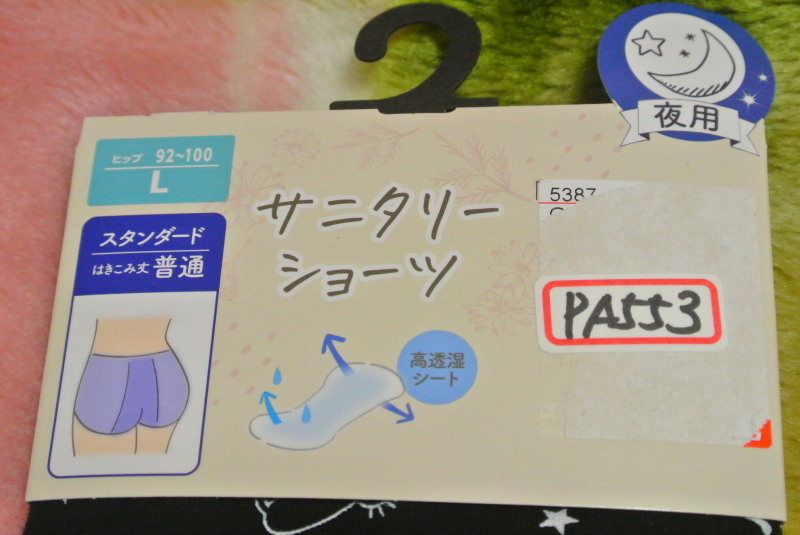 夜用
ヒップ 92~100
L
サニタリー
ショーツ
スタンダード
はきこみ丈 普通
高透湿
シート
5387
PA553